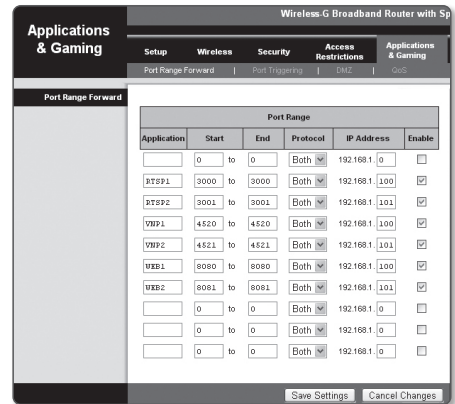 Wireless-G Broadband Router with Sp
Applications
& Gaming
Setup Wireless Security Access Restrictions Applications & Gaming
Port Range Forward | Port Triggering | DMZ | QoS
Port Range Forward
Port Range
Application Start End Protocol IP Address Enable
0 to 0 Both 192.168.1. 0
RTSP1 3000 to 3000 Both 192.168.1. 100
RTSP2 3001 to 3001 Both 192.168.1. 101
VNP1 4520 to 4520 Both 192.168.1. 100
VNP2 4521 to 4521 Both 192.168.1. 101
WKB1 8080 to 8080 Both 192.168.1. 100
WKB2 8081 to 8081 Both 192.168.1. 101
0 to 0 Both 192.168.1. 0
0 to 0 Both 192.168.1. 0
0 to 0 Both 192.168.1. 0
Save Settings Cancel Changes